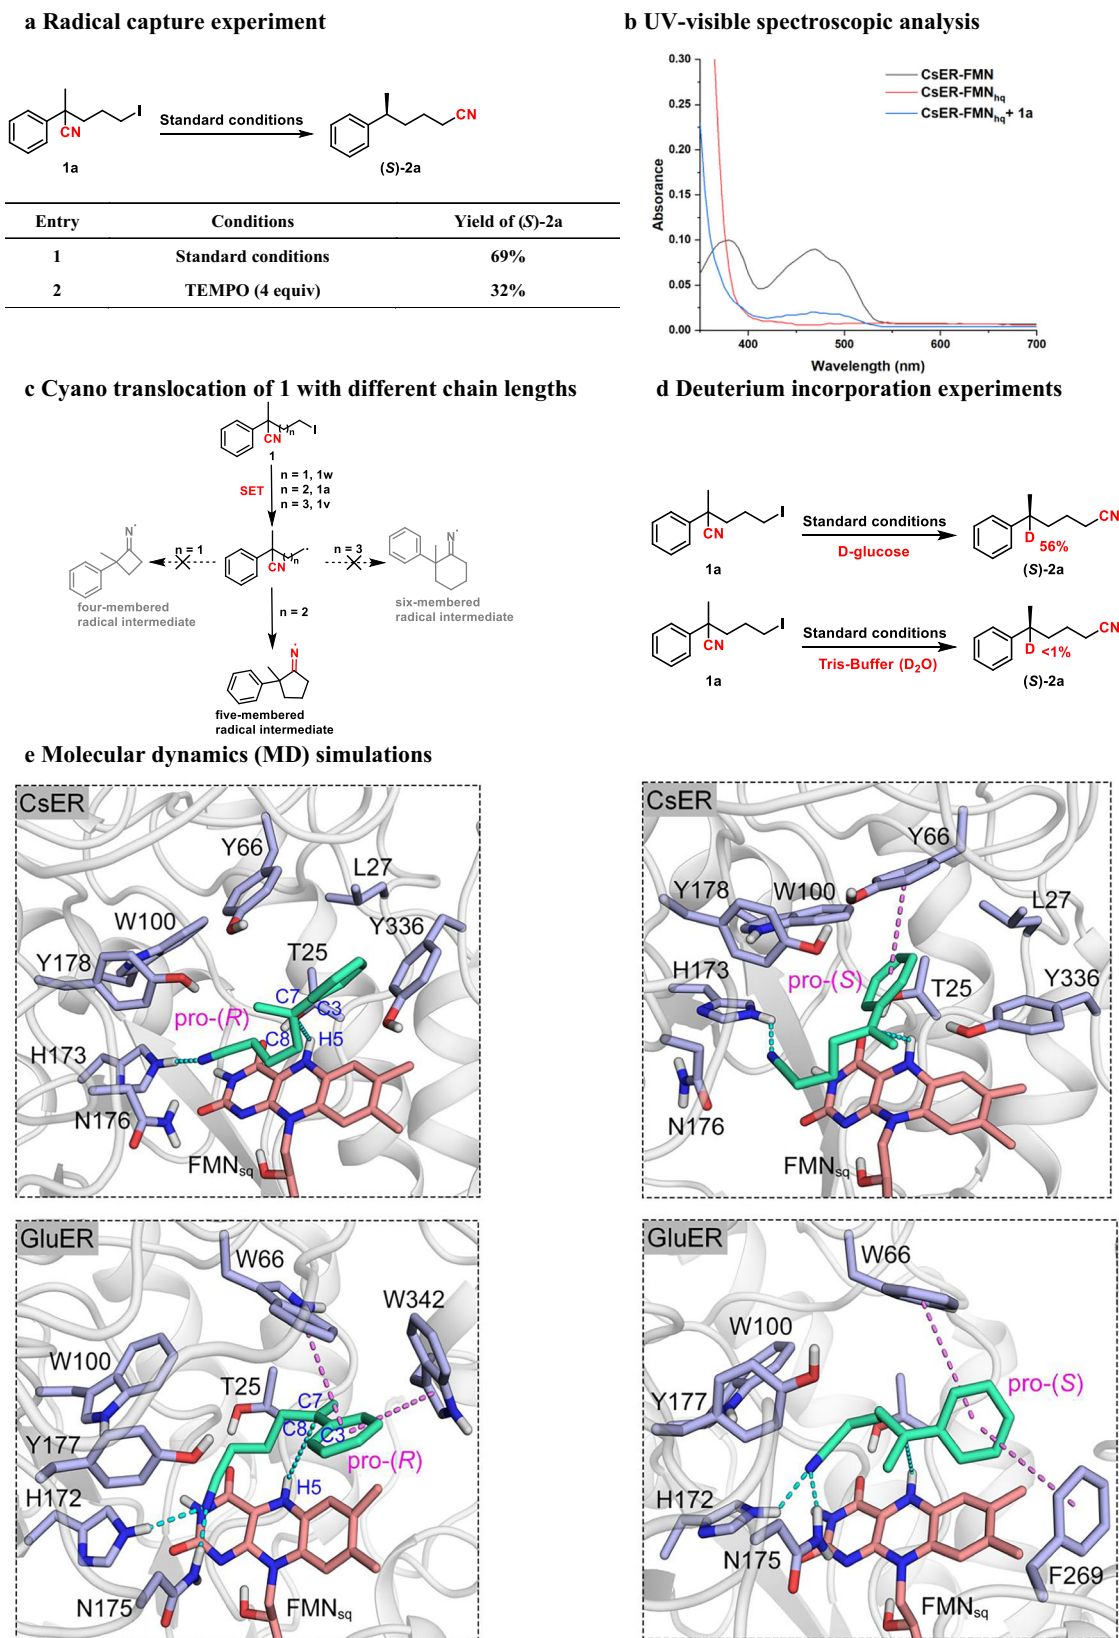 a Radical capture experiment
I
CN
1a
Standard conditions
CN
(S)-2a
Entry Conditions Yield of (S)-2a
1 Standard conditions 69%
2 TEMPO (4 equiv) 32%
b UV-visible spectroscopic analysis
0.30
0.25
0.20
0.15
0.10
0.05
0.00
Absorance
400 500 600 700
Wavelength (nm)
CsER-FMN
CsER-FMNhq
CsER-FMNhq+ 1a
c Cyano translocation of 1 with different chain lengths
I
CN n
1
SET
n = 1, 1w
n = 2, 1a
n = 3, 1v
N·
n = 1
four-membered
radical intermediate
CN n
n = 3
N·
six-membered
radical intermediate
n = 2
N·
five-membered
radical intermediate
d Deuterium incorporation experiments
I
CN
1a
Standard conditions
D-glucose
CN
D 56%
(S)-2a
I
CN
1a
Standard conditions
Tris-Buffer (D2O)
CN
D <1%
(S)-2a
e Molecular dynamics (MD) simulations
CsER
Y66
L27
W100
Y336
Y178
T25
C7
C3
pro-(R)
C8
H5
H173
N176
FMNsq
CsER
Y66
Y178
W100
L27
H173
pro-(S)
T25
Y336
N176
FMNsq
GluER
W66
W342
W100
T25
C7
C8
C3
Y177
pro-(R)
H5
H172
N175
FMNsq
GluER
W66
W100
pro-(S)
Y177
H172
N175
F269
FMNsq